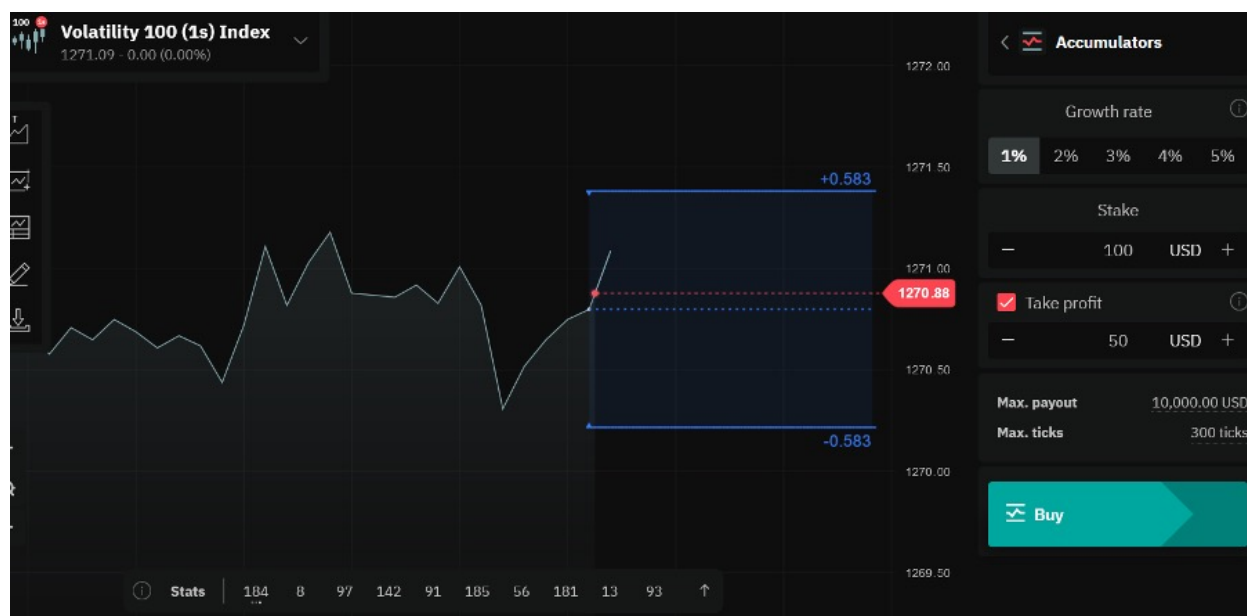 100 1s
Volatility 100 (1s) Index
1271.09 - 0.00 (0.00%)
T
1272.00
+0.583
1271.50
1271.00
1270.88
1270.50
-0.583
1270.00
1269.50
Stats 184 8 97 142 91 185 56 181 13 93
Accumulators
Growth rate
1% 2% 3% 4% 5%
Stake
− 100 USD +
Take profit
− 50 USD +
Max. payout 10,000.00 USD
Max. ticks 300 ticks
Buy